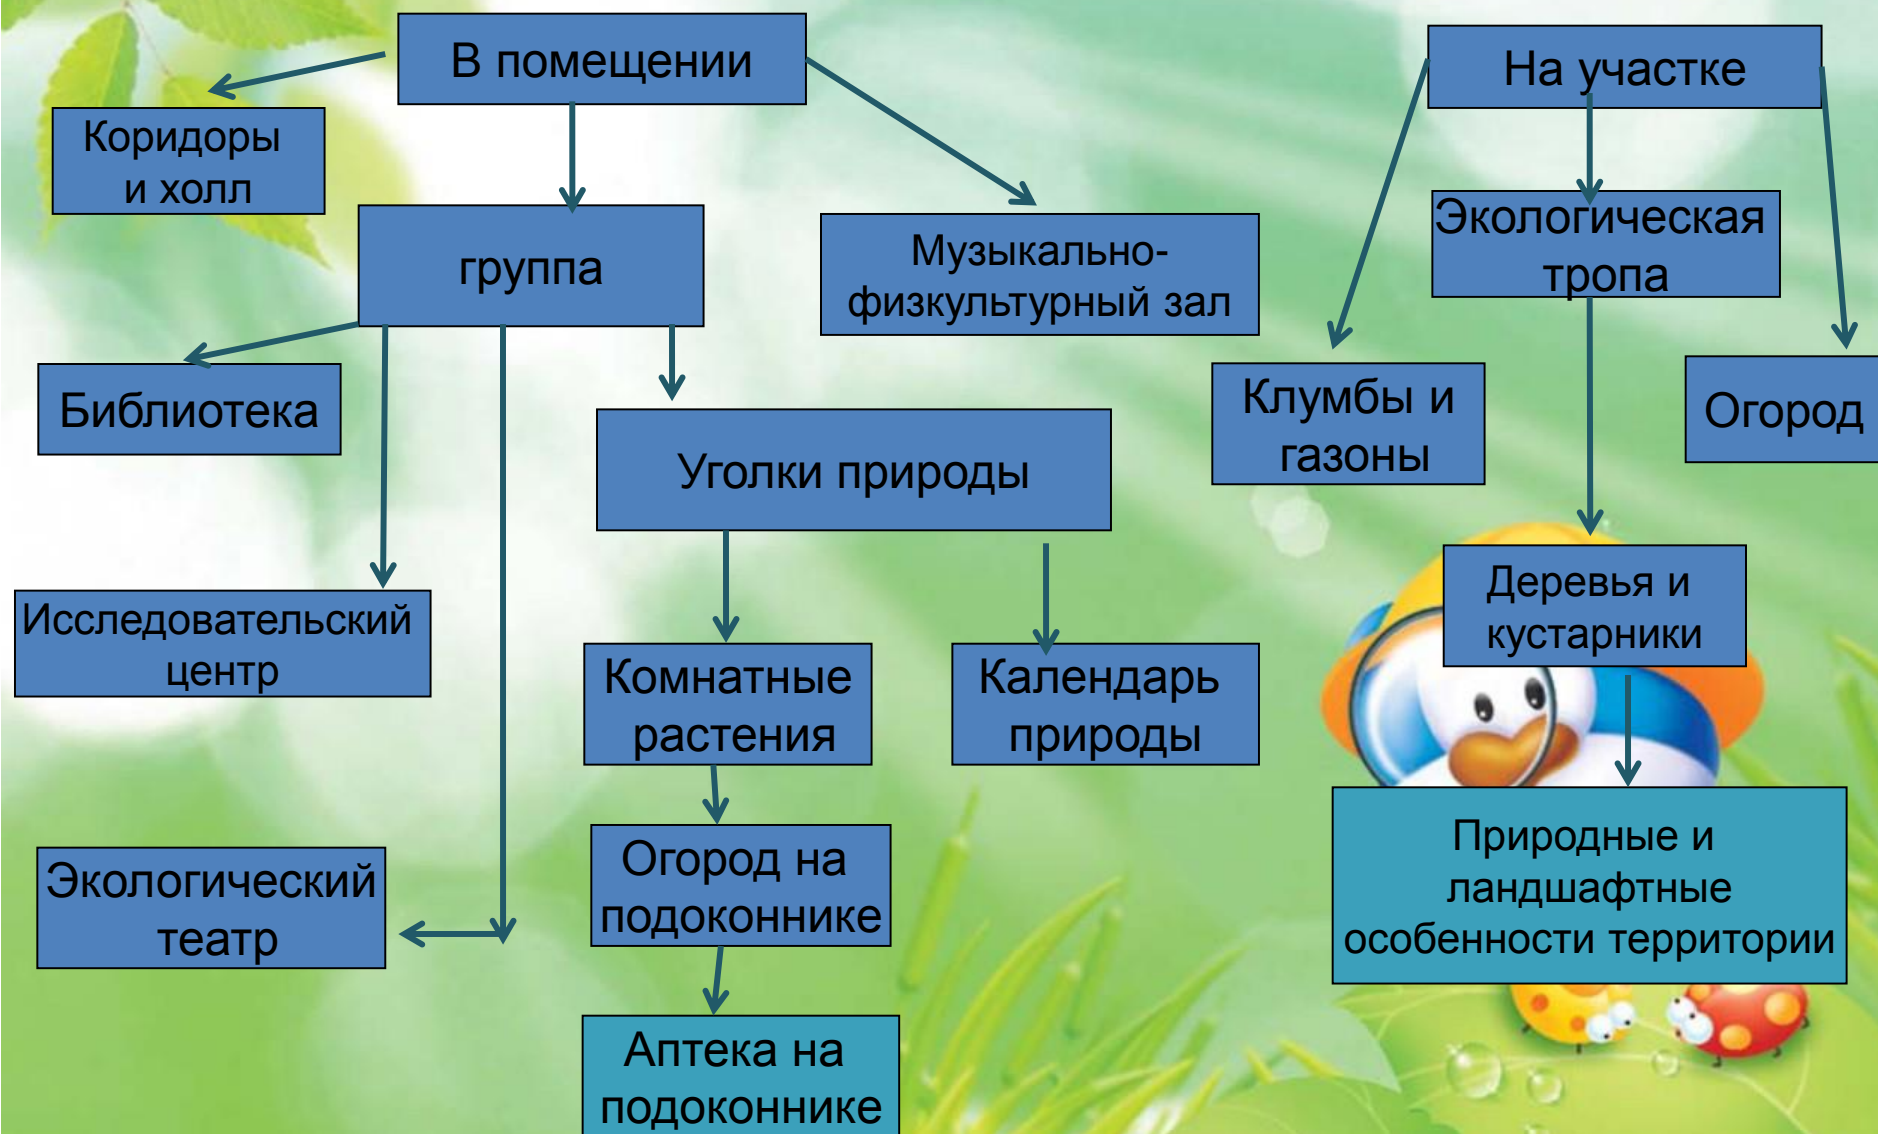 В помещении
На участке
Коридоры
и холл
группа
Музыкально-
физкультурный зал
Экологическая
тропа
Библиотека
Уголки природы
Клумбы и
газоны
Огород
Исследовательский
центр
Комнатные
растения
Календарь
природы
Деревья и
кустарники
Экологический
театр
Огород на
подоконнике
Природные и
ландшафтные
особенности территории
Аптека на
подоконнике